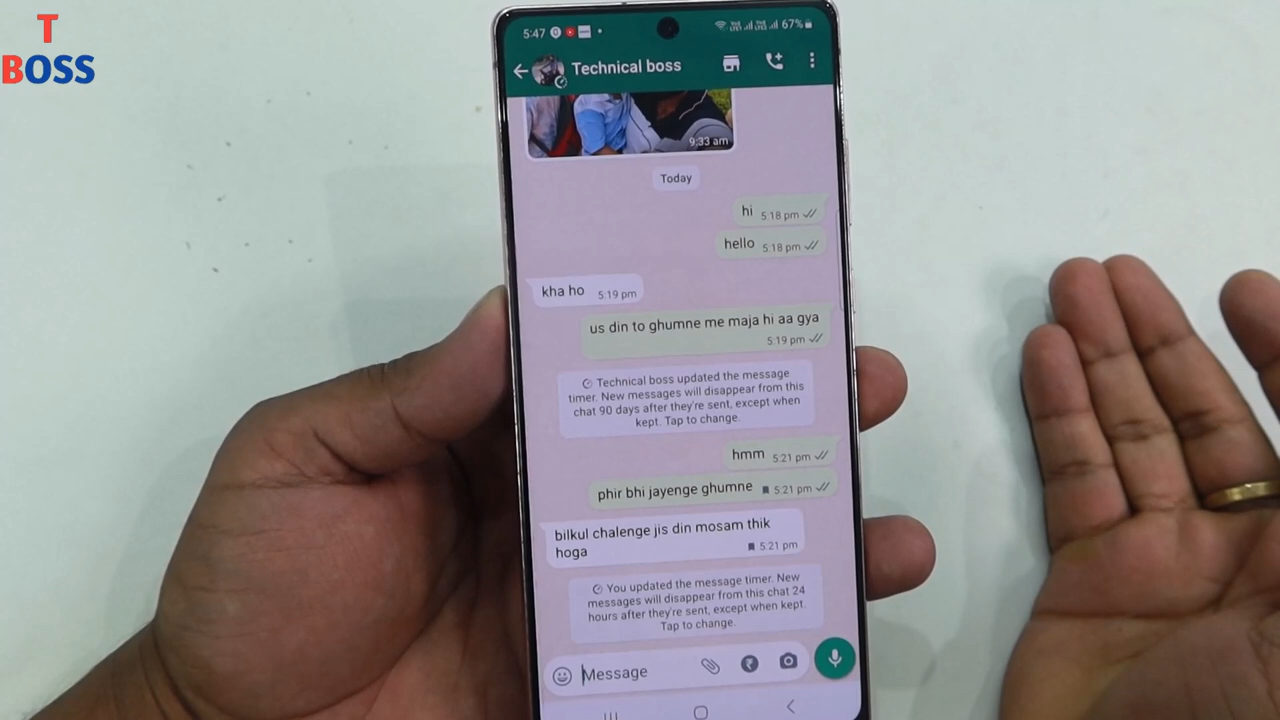 T
BOSS
5:47
67%
Technical boss
9:33 am
Today
hi 5:18 pm
hello 5:18 pm
kha ho 5:19 pm
us din to ghumne me maja hi aa gya
5:19 pm
Technical boss updated the message
timer. New messages will disappear from this
chat 90 days after they're sent, except when
kept. Tap to change.
hmm 5:21 pm
phir bhi jayenge ghumne 5:21 pm
bilkul chalenge jis din mosam thik
hoga 5:21 pm
You updated the message timer. New
messages will disappear from this chat 24
hours after they're sent, except when kept.
Tap to change.
Message